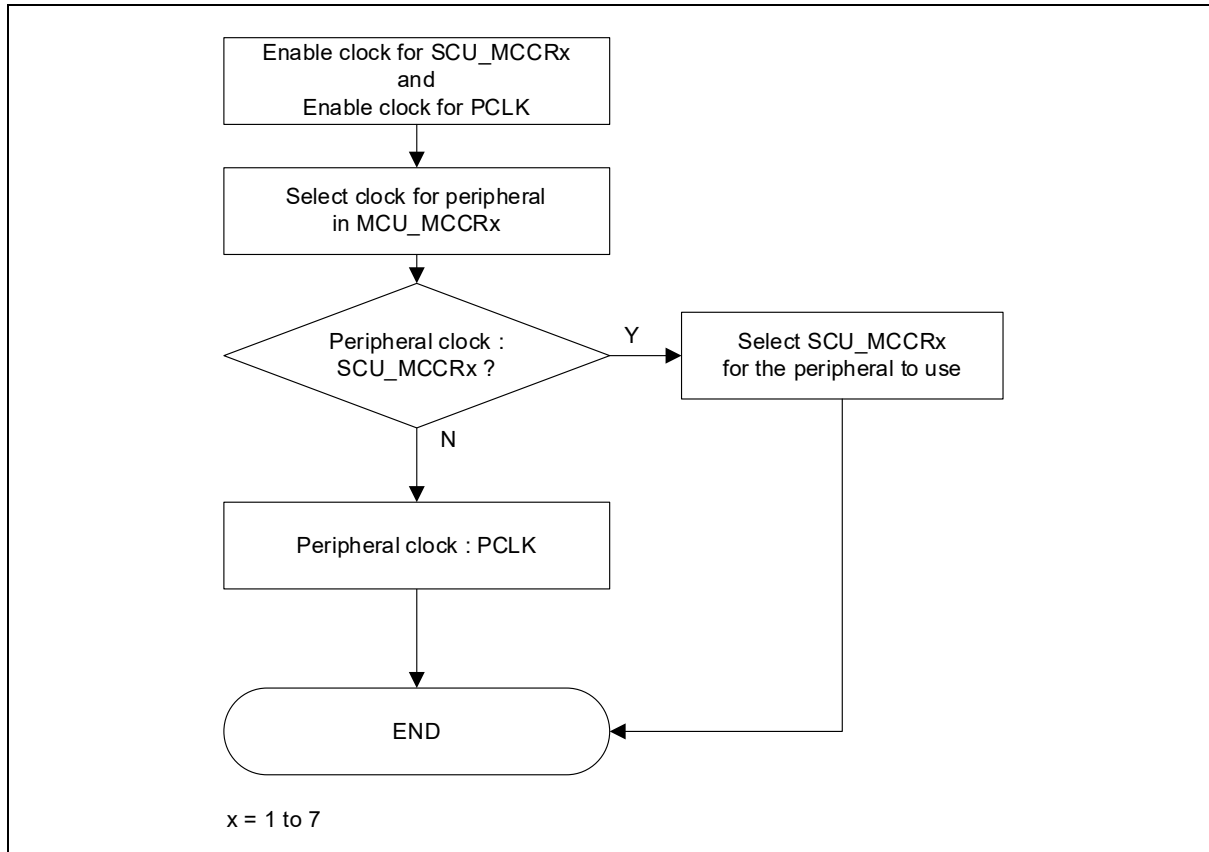 Enable clock for SCU_MCCRx
and
Enable clock for PCLK
Select clock for peripheral
in MCU_MCCRx
Peripheral clock :
SCU_MCCRx ?
Y
Select SCU_MCCRx
for the peripheral to use
N
Peripheral clock : PCLK
END
x = 1 to 7